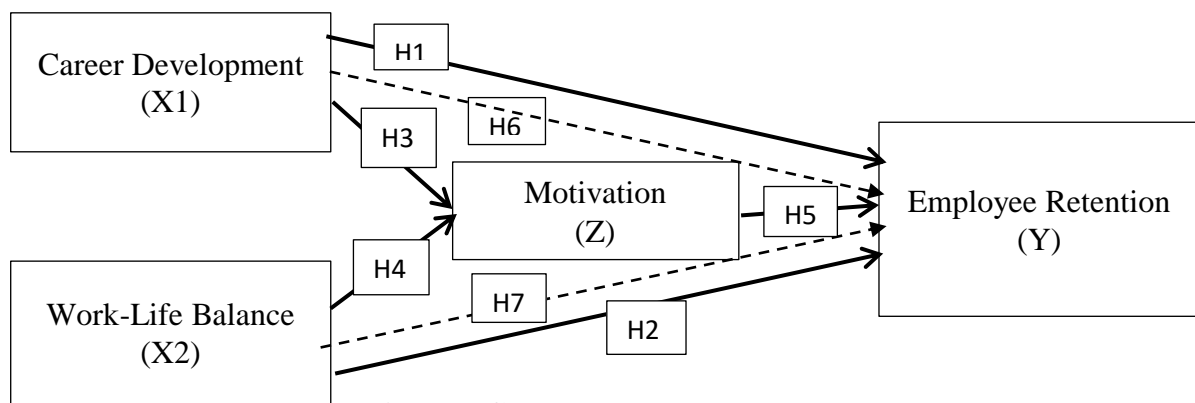 Career Development
(X1)
H1
H6
H3
Motivation
(Z)
H5
Employee Retention
(Y)
H4
Work-Life Balance
(X2)
H7
H2